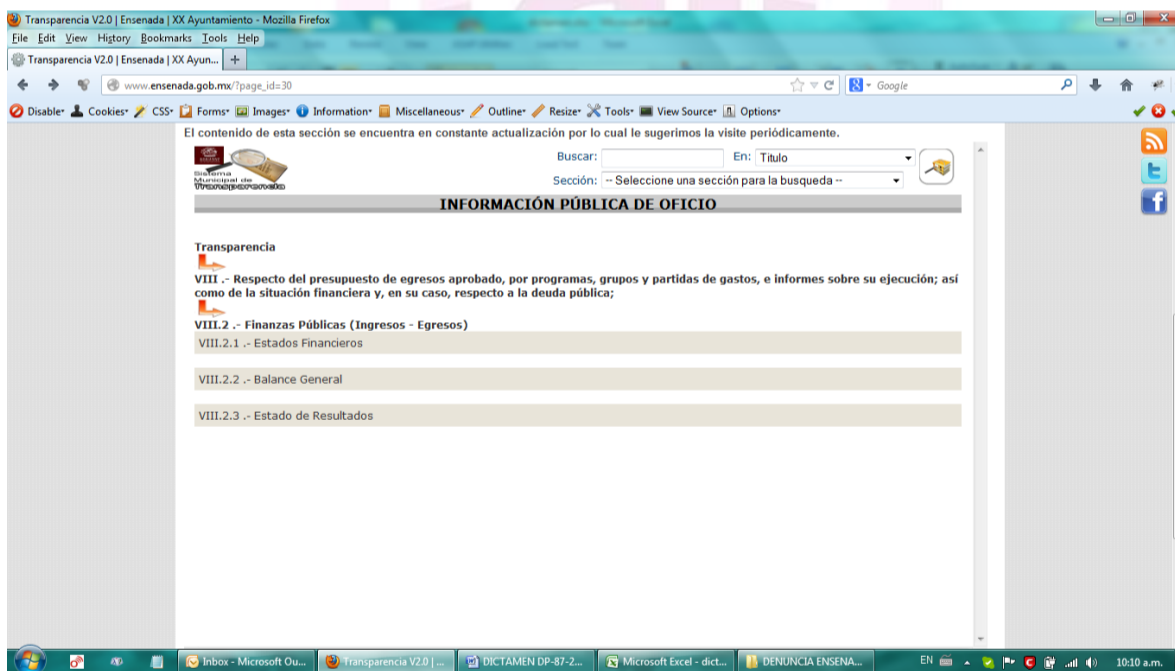 Transparencia V2.0 | Ensenada | XX Ayuntamiento - Mozilla Firefox
File Edit View History Bookmarks Tools Help
Transparencia V2.0 | Ensenada | XX Ayun... +
www.ensenada.gob.mx/?page_id=30 Google
Disable Cookies CSS Forms Images Information Miscellaneous Outline Resize Tools View Source Options
El contenido de esta sección se encuentra en constante actualización por lo cual le sugerimos la visite periódicamente.
Buscar: En: Titulo
Sistema
Municipal de
Transparencia
Sección: -- Seleccione una sección para la busqueda --
INFORMACIÓN PÚBLICA DE OFICIO
Transparencia
VIII .- Respecto del presupuesto de egresos aprobado, por programas, grupos y partidas de gastos, e informes sobre su ejecución; así
como de la situación financiera y, en su caso, respecto a la deuda pública;
VIII.2 .- Finanzas Públicas (Ingresos - Egresos)
VIII.2.1 .- Estados Financieros
VIII.2.2 .- Balance General
VIII.2.3 .- Estado de Resultados
Inbox - Microsoft Ou... Transparencia V2.0 | ... DICTAMEN DP-87-2... Microsoft Excel - dict... DENUNCIA ENSENA... EN 10:10 a.m.